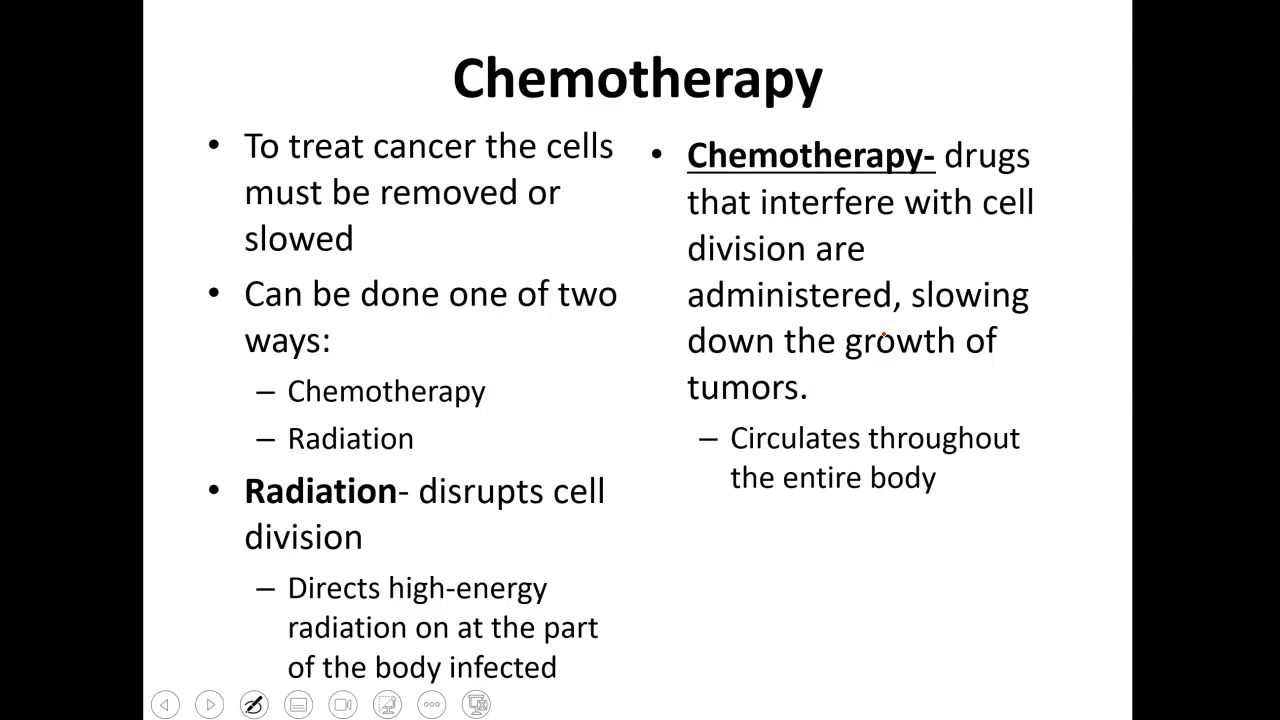 Chemotherapy
• To treat cancer the cells
must be removed or
slowed
• Can be done one of two
ways:
– Chemotherapy
– Radiation
• Radiation- disrupts cell
division
– Directs high-energy
radiation on at the part
of the body infected
• Chemotherapy- drugs
that interfere with cell
division are
administered, slowing
down the growth of
tumors.
– Circulates throughout
the entire body